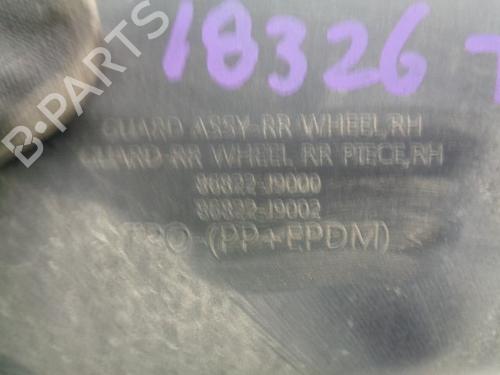 18326
B-PARTS
GUARD ASSY-RR WHEEL,RH
GUARD-RR WHEEL RR PIECE,RH
86822-J9000
86822-J9002
TPO-(PP+EPDM)<